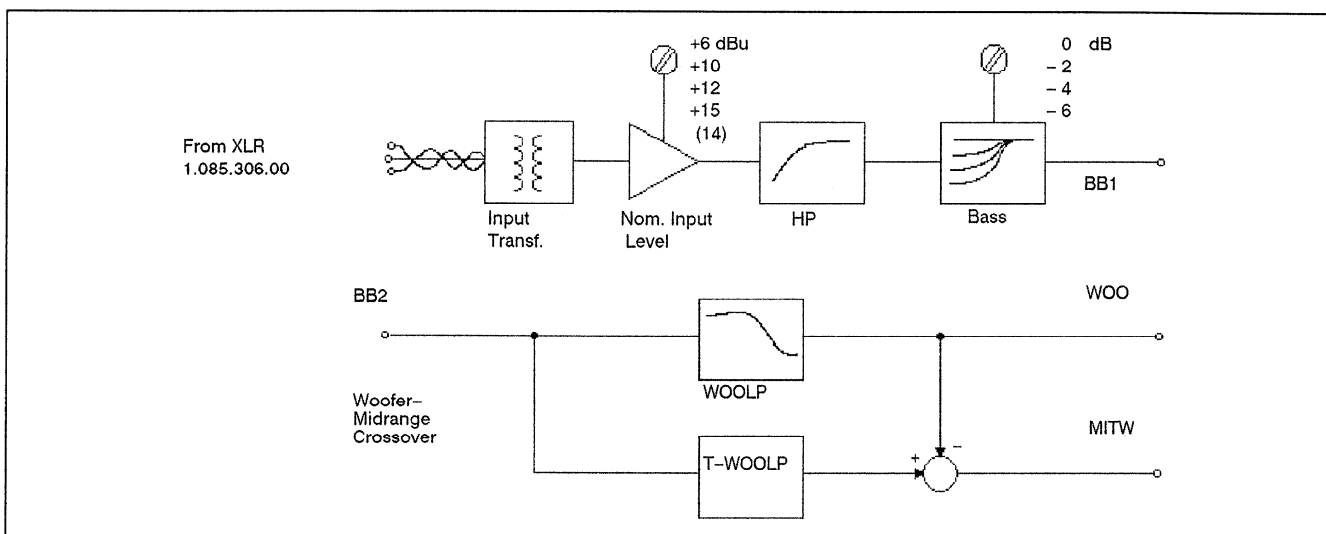 +6 dBu
+10
+12
+15
(14)
0 dB
– 2
– 4
– 6
From XLR
1.085.306.00
Input
Transf.
Nom. Input
Level
HP
Bass
BB1
BB2
WOO
WOOLP
Woofer–
Midrange
Crossover
MITW
T–WOOLP
+
–